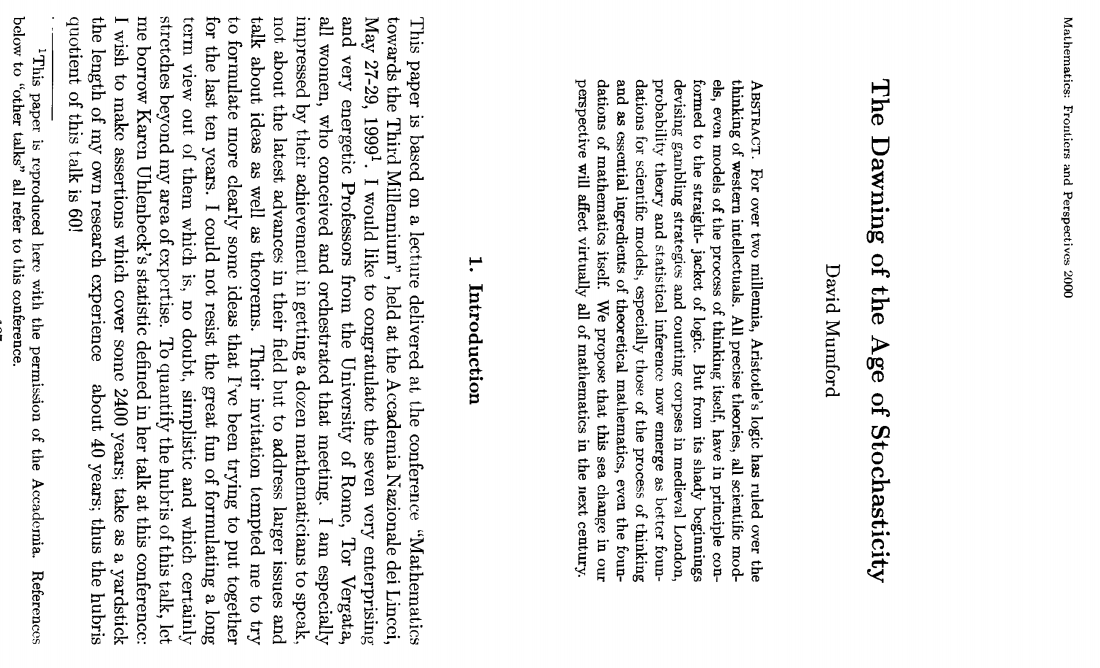 Mathematics: Frontiers and Perspectives 2000
The Dawning of the Age of Stochasticity
David Mumford
ABSTRACT. For over two millennia, Aristotle's logic has ruled over the
thinking of western intellectuals. All precise theories, all scientific mod-
els, even models of the process of thinking itself, have in principle con-
formed to the straight- jacket of logic. But from its shady beginnings
devising gambling strategies and counting corpses in medieval London,
probability theory and statistical inference now emerge as better foun-
dations for scientific models, especially those of the process of thinking
and as essential ingredients of theoretical mathematics, even the foun-
dations of mathematics itself. We propose that this sea change in our
perspective will affect virtually all of mathematics in the next century.
1. Introduction
This paper is based on a lecture delivered at the conference "Mathematics
towards the Third Millennium", held at the Accademia Nazionale dei Lincei,
May 27-29, 1999¹. I would like to congratulate the seven very enterprising
and very energetic Professors from the University of Rome, Tor Vergata,
all women, who conceived and orchestrated that meeting. I am especially
impressed by their achievement in getting a dozen mathematicians to speak,
not about the latest advances in their field but to address larger issues and
talk about ideas as well as theorems. Their invitation tempted me to try
to formulate more clearly some ideas that I've been trying to put together
for the last ten years. I could not resist the great fun of formulating a long
term view out of them which is, no doubt, simplistic and which certainly
stretches beyond my area of expertise. To quantify the hubris of this talk, let
me borrow Karen Uhlenbeck's statistic defined in her talk at this conference:
I wish to make assertions which cover some 2400 years; take as a yardstick
the length of my own research experience about 40 years; thus the hubris
quotient of this talk is 60!
¹This paper is reproduced here with the permission of the Accademia. References
below to "other talks" all refer to this conference.